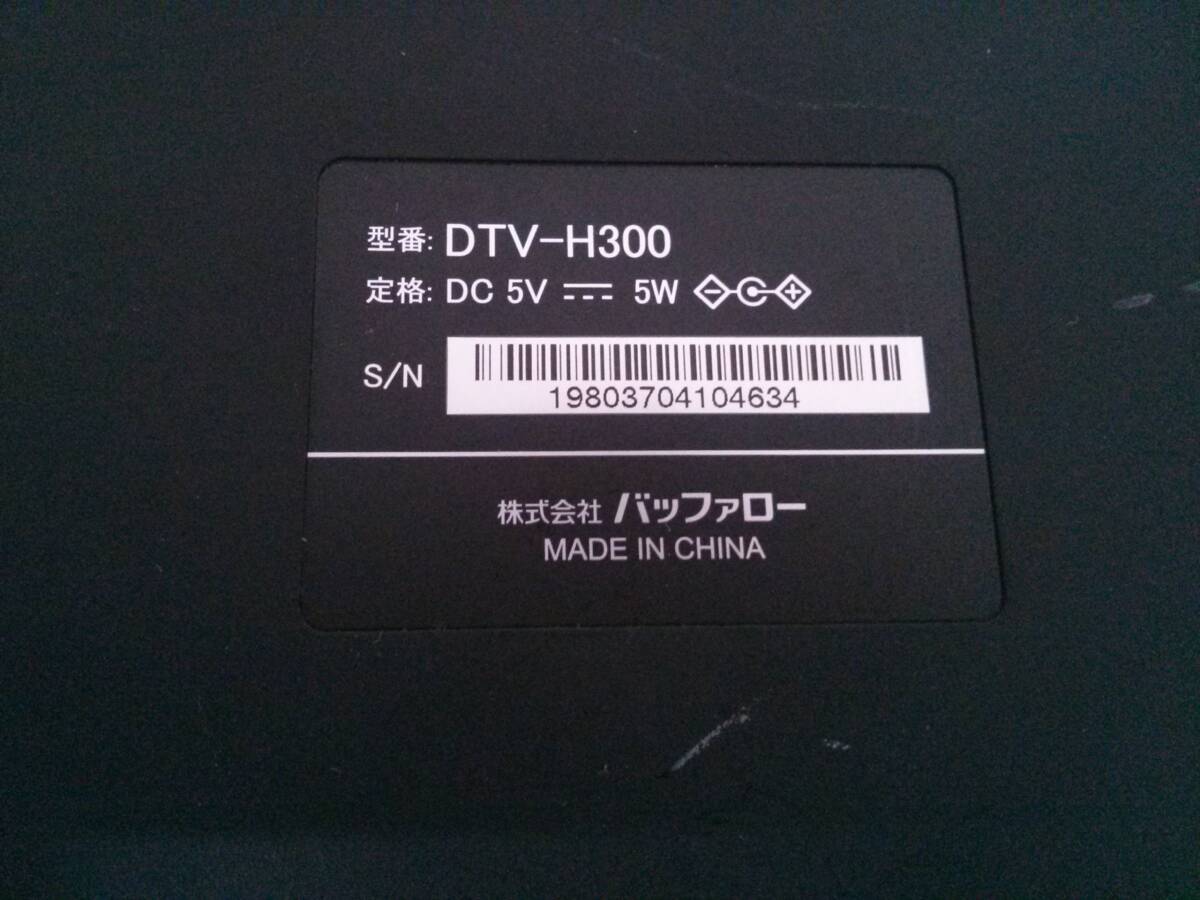 型番: DTV-H300
定格: DC 5V ⎓ 5W
S/N
19803704104634
株式会社 バッファロー
MADE IN CHINA